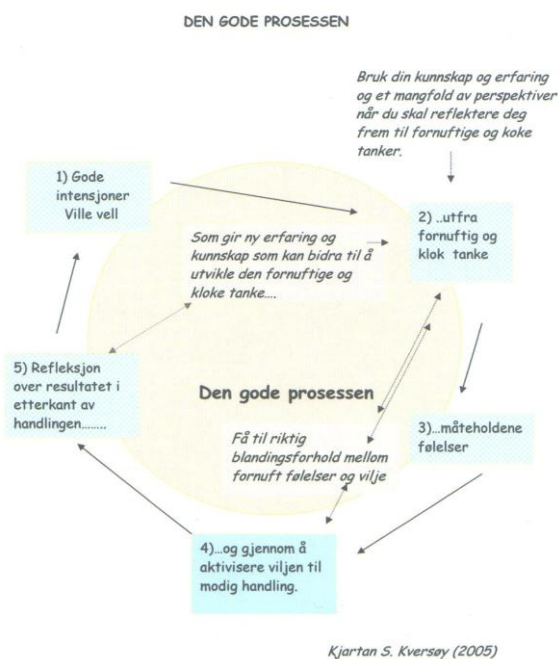 DEN GODE PROSESSEN
Bruk din kunnskap og erfaring
og et mangfold av perspektiver
når du skal reflektere deg
frem til fornuftige og koke
tanker.
1) Gode
intensjoner
Ville vell
2) ..utfra
fornuftig og
klok tanke
Som gir ny erfaring og
kunnskap som kan bidra til å
utvikle den fornuftige og
kloke tanke....
5) Refleksjon
over resultatet i
etterkant av
handlingen........
Den gode prosessen
3)...måteholdene
følelser
Få til riktig
blandingsforhold mellom
fornuft følelser og vilje
4)...og gjennom å
aktivisere viljen til
modig handling.
Kjartan S. Kversøy (2005)